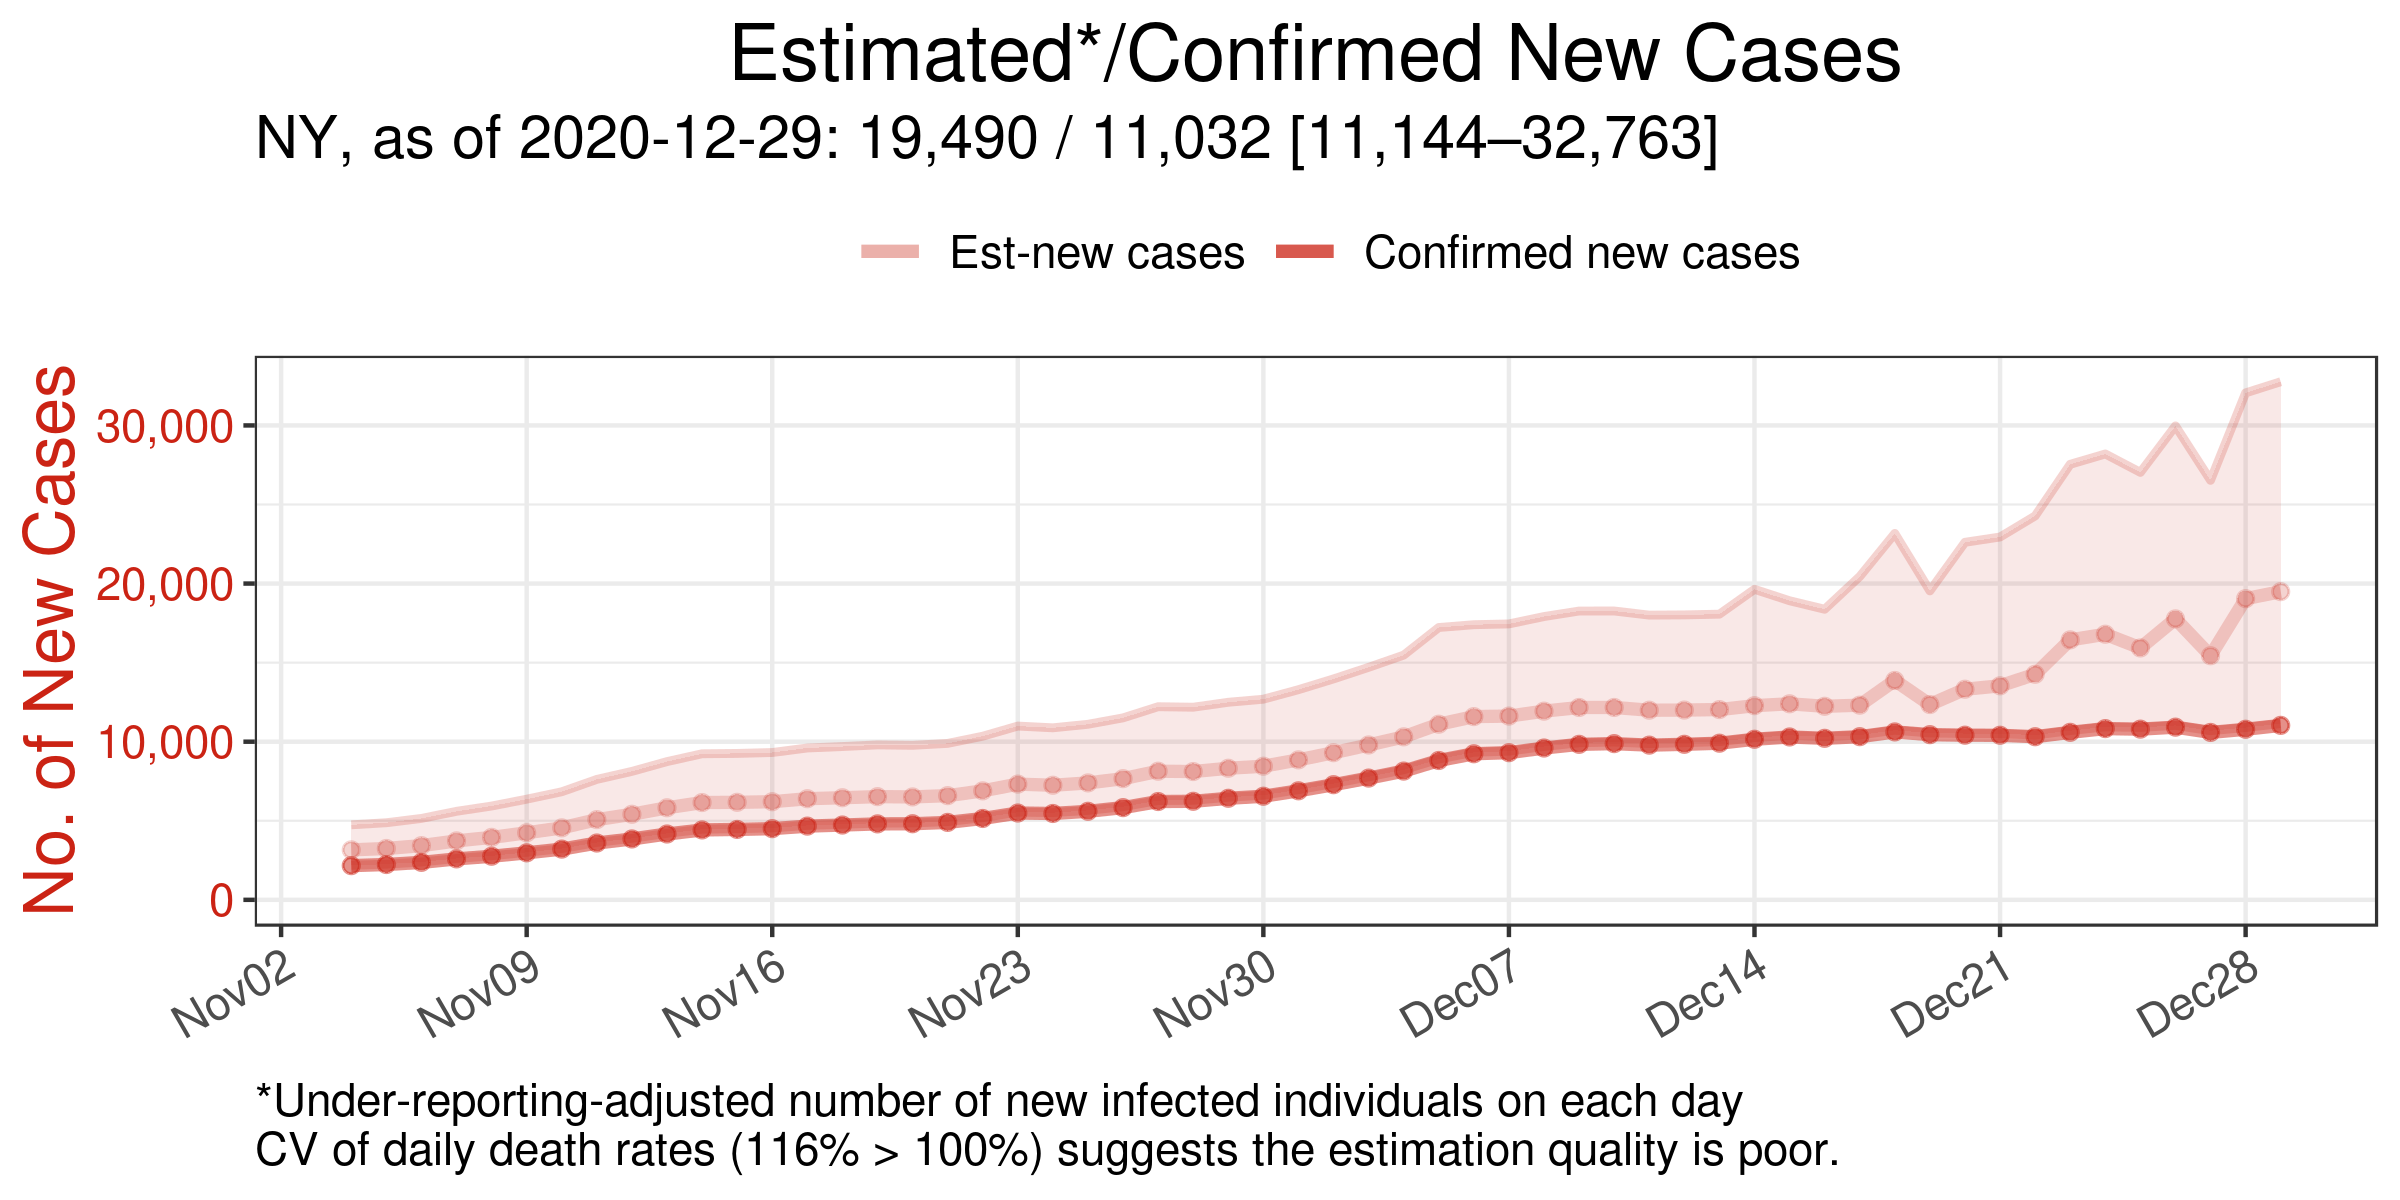 Estimated*/Confirmed New Cases
NY, as of 2020-12-29: 19,490 / 11,032 [11,144–32,763]
Est-new cases Confirmed new cases
No. of New Cases
30,000
20,000
10,000
0
Nov02 Nov09 Nov16 Nov23 Nov30 Dec07 Dec14 Dec21 Dec28
*Under-reporting-adjusted number of new infected individuals on each day
CV of daily death rates (116% > 100%) suggests the estimation quality is poor.